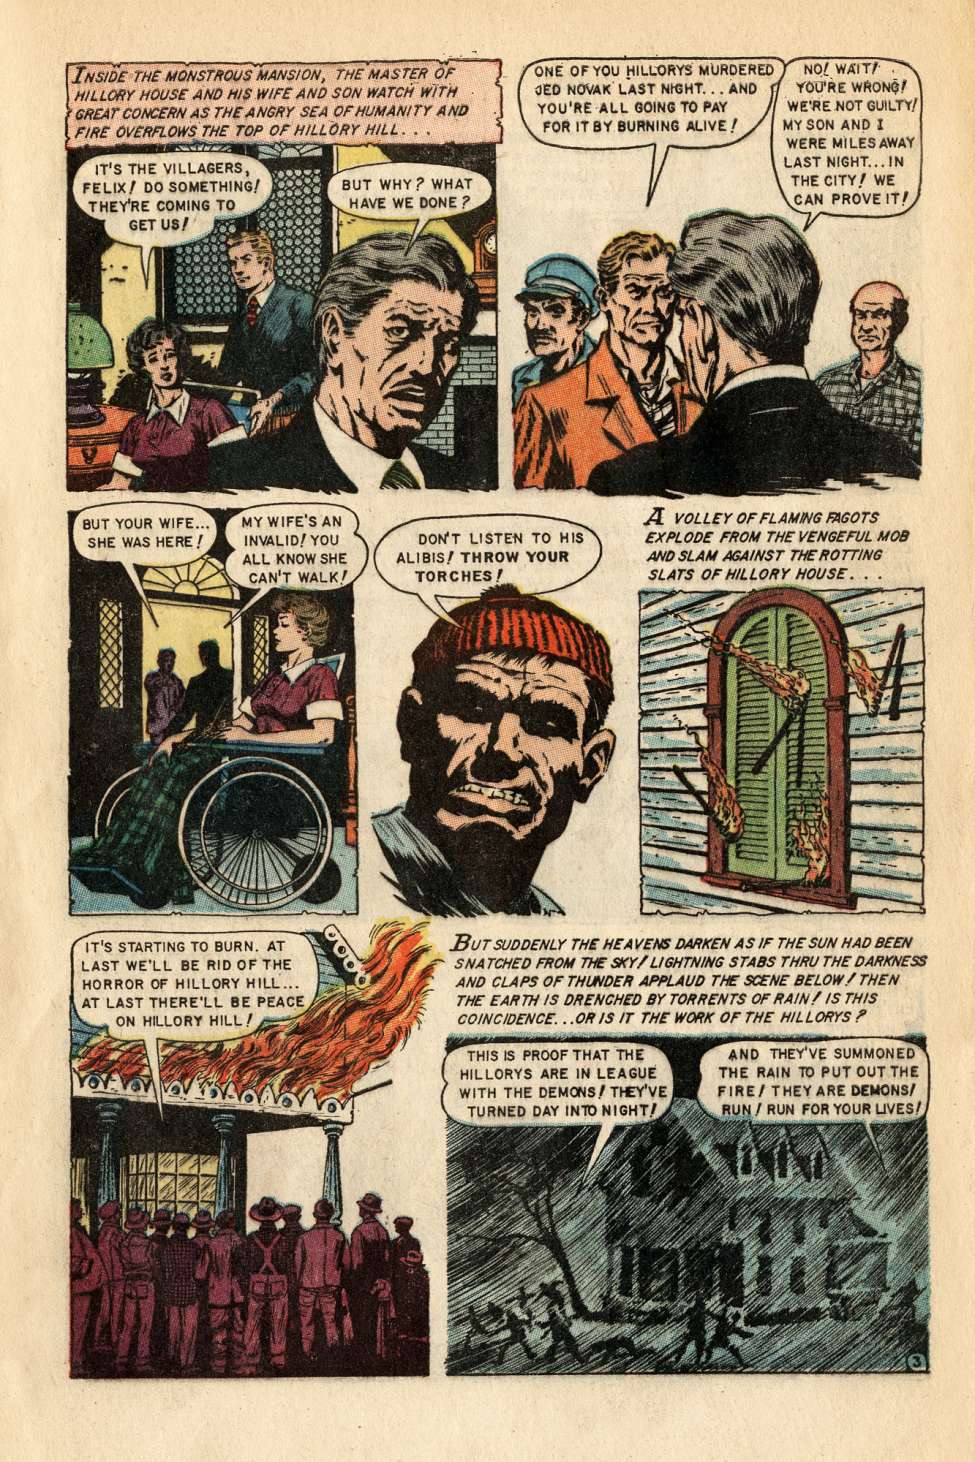 INSIDE THE MONSTROUS MANSION, THE MASTER OF
HILLORY HOUSE AND HIS WIFE AND SON WATCH WITH
GREAT CONCERN AS THE ANGRY SEA OF HUMANITY AND
FIRE OVERFLOWS THE TOP OF HILLORY HILL...
IT'S THE VILLAGERS,
FELIX! DO SOMETHING!
THEY'RE COMING TO
GET US!
BUT WHY? WHAT
HAVE WE DONE?
ONE OF YOU HILLORYS MURDERED
JED NOVAK LAST NIGHT... AND
YOU'RE ALL GOING TO PAY
FOR IT BY BURNING ALIVE!
NO! WAIT!
YOU'RE WRONG!
WE'RE NOT GUILTY!
MY SON AND I
WERE MILES AWAY
LAST NIGHT... IN
THE CITY! WE
CAN PROVE IT!
BUT YOUR WIFE...
SHE WAS HERE!
MY WIFE'S AN
INVALID! YOU
ALL KNOW SHE
CAN'T WALK!
DON'T LISTEN TO HIS
ALIBIS! THROW YOUR
TORCHES!
A VOLLEY OF FLAMING FAGOTS
EXPLODE FROM THE VENGEFUL MOB
AND SLAM AGAINST THE ROTTING
SLATS OF HILLORY HOUSE...
IT'S STARTING TO BURN. AT
LAST WE'LL BE RID OF THE
HORROR OF HILLORY HILL...
AT LAST THERE'LL BE PEACE
ON HILLORY HILL!
BUT SUDDENLY THE HEAVENS DARKEN AS IF THE SUN HAD BEEN
SNATCHED FROM THE SKY! LIGHTNING STABS THRU THE DARKNESS
AND CLAPS OF THUNDER APPLAUD THE SCENE BELOW! THEN
THE EARTH IS DRENCHED BY TORRENTS OF RAIN! IS THIS
COINCIDENCE...OR IS IT THE WORK OF THE HILLORYS?
THIS IS PROOF THAT THE
HILLORYS ARE IN LEAGUE
WITH THE DEMONS! THEY'VE
TURNED DAY INTO NIGHT!
AND THEY'VE SUMMONED
THE RAIN TO PUT OUT THE
FIRE! THEY ARE DEMONS!
RUN! RUN FOR YOUR LIVES!
3